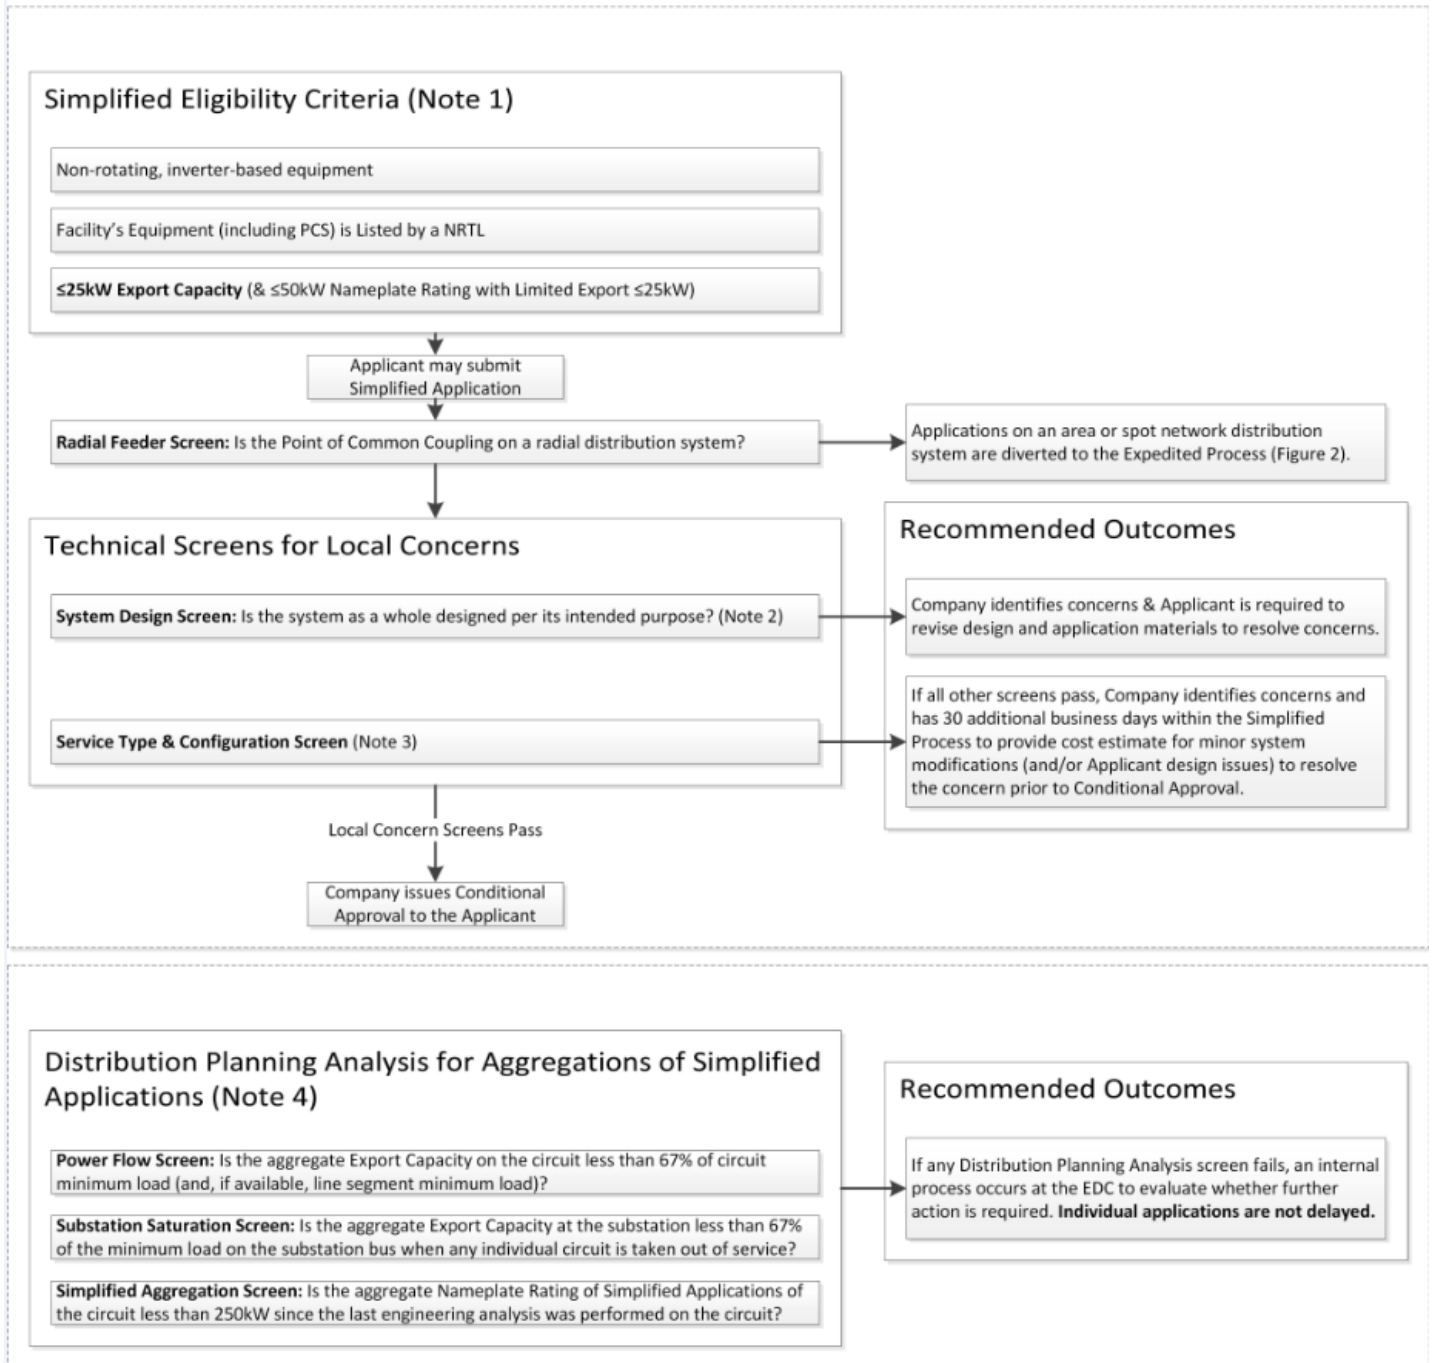 Simplified Eligibility Criteria (Note 1)
Non-rotating, inverter-based equipment
Facility's Equipment (including PCS) is Listed by a NRTL
≤25kW Export Capacity (& ≤50kW Nameplate Rating with Limited Export ≤25kW)
Applicant may submit
Simplified Application
Radial Feeder Screen: Is the Point of Common Coupling on a radial distribution system?
Applications on an area or spot network distribution
system are diverted to the Expedited Process (Figure 2).
Technical Screens for Local Concerns
System Design Screen: Is the system as a whole designed per its intended purpose? (Note 2)
Service Type & Configuration Screen (Note 3)
Recommended Outcomes
Company identifies concerns & Applicant is required to
revise design and application materials to resolve concerns.
If all other screens pass, Company identifies concerns and
has 30 additional business days within the Simplified
Process to provide cost estimate for minor system
modifications (and/or Applicant design issues) to resolve
the concern prior to Conditional Approval.
Local Concern Screens Pass
Company issues Conditional
Approval to the Applicant
Distribution Planning Analysis for Aggregations of Simplified
Applications (Note 4)
Power Flow Screen: Is the aggregate Export Capacity on the circuit less than 67% of circuit
minimum load (and, if available, line segment minimum load)?
Substation Saturation Screen: Is the aggregate Export Capacity at the substation less than 67%
of the minimum load on the substation bus when any individual circuit is taken out of service?
Simplified Aggregation Screen: Is the aggregate Nameplate Rating of Simplified Applications of
the circuit less than 250kW since the last engineering analysis was performed on the circuit?
Recommended Outcomes
If any Distribution Planning Analysis screen fails, an internal
process occurs at the EDC to evaluate whether further
action is required. Individual applications are not delayed.